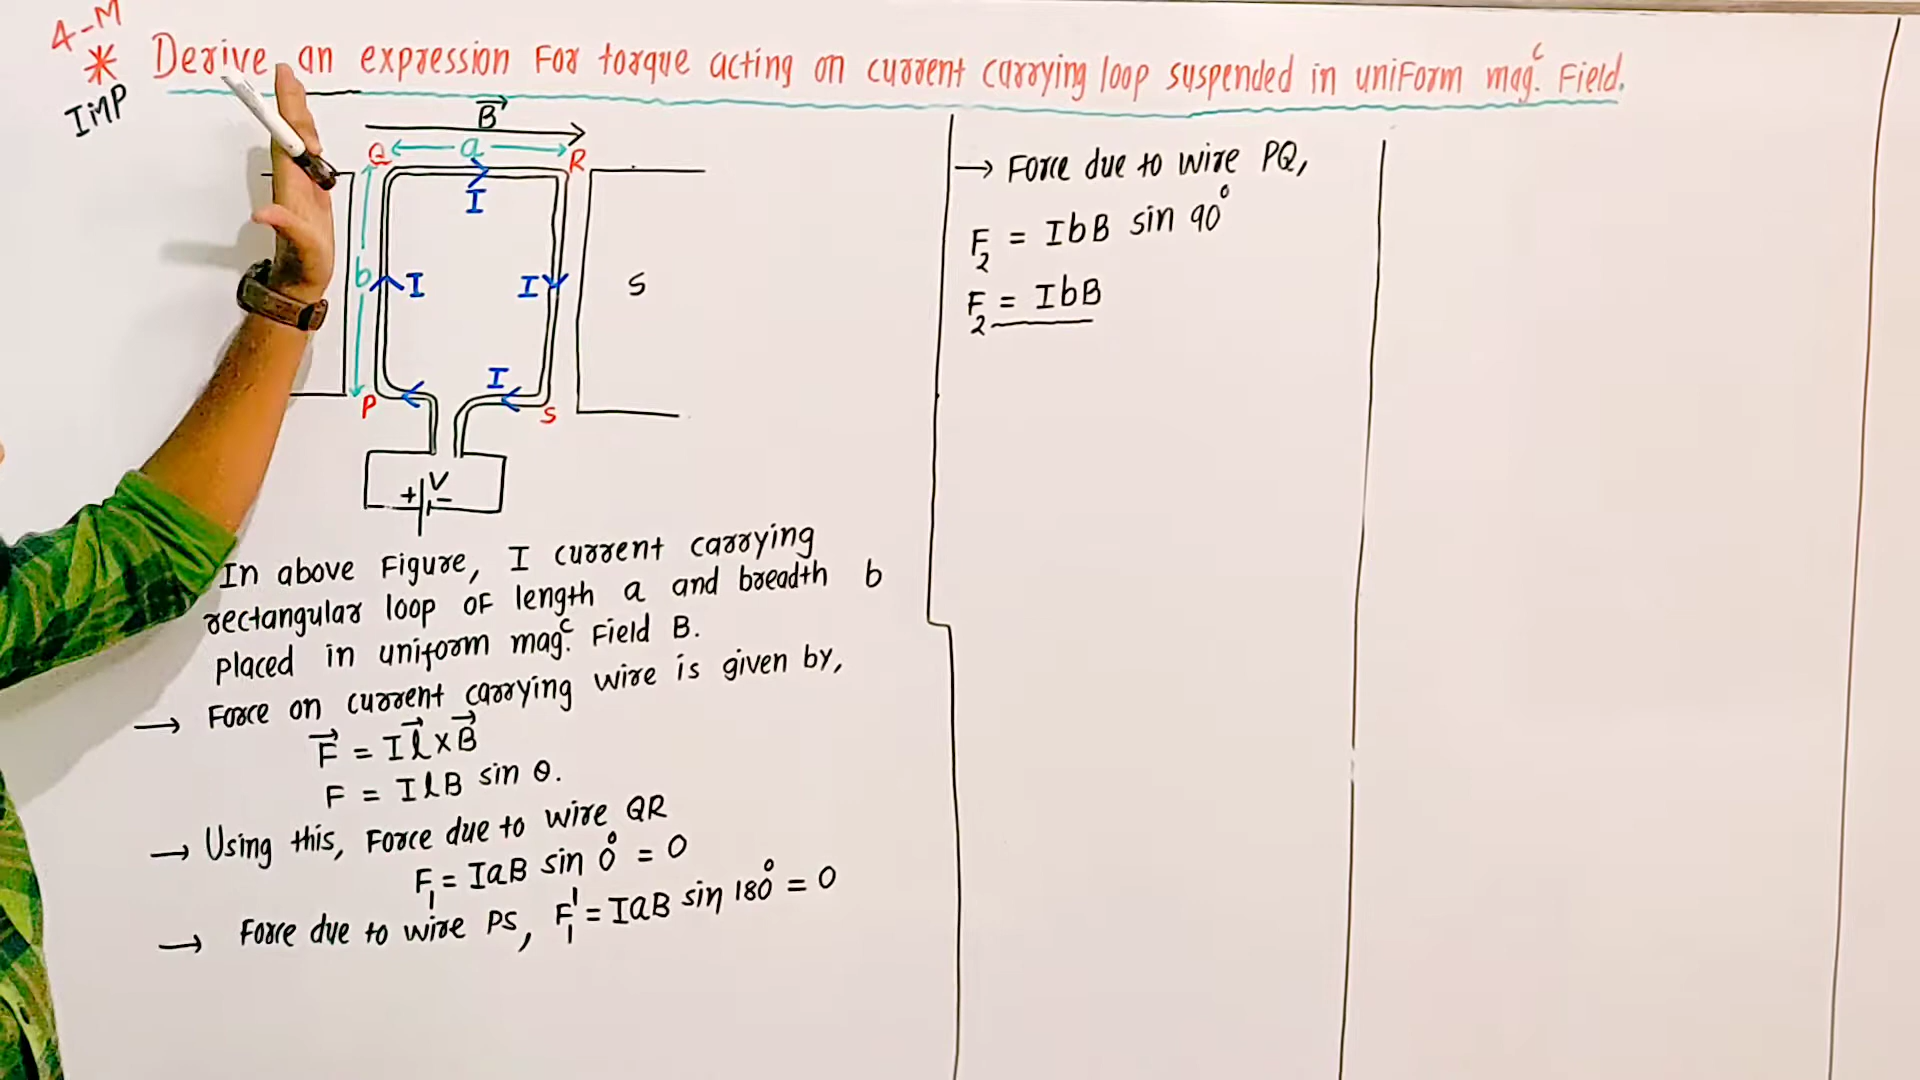 4-M
* Derive an expression For torque acting on current carrying loop suspended in uniForm magᶜ. Field.
IMP
B⃗
Q a R
I
b I I S
I
P S
V
+ -
In above Figure, I current carrying
rectangular loop oF length a and breadth b
placed in uniform magᶜ. Field B.
→ Force on current carrying wire is given by,
F⃗ = I l⃗ × B⃗
F = I l B sin θ.
→ Using this, Force due to wire QR
F₁ = IaB sin 0° = 0
→ Force due to wire PS, F₁' = IaB sin 180° = 0
→ Force due to wire PQ,
F₂ = IbB sin 90°
F₂ = IbB